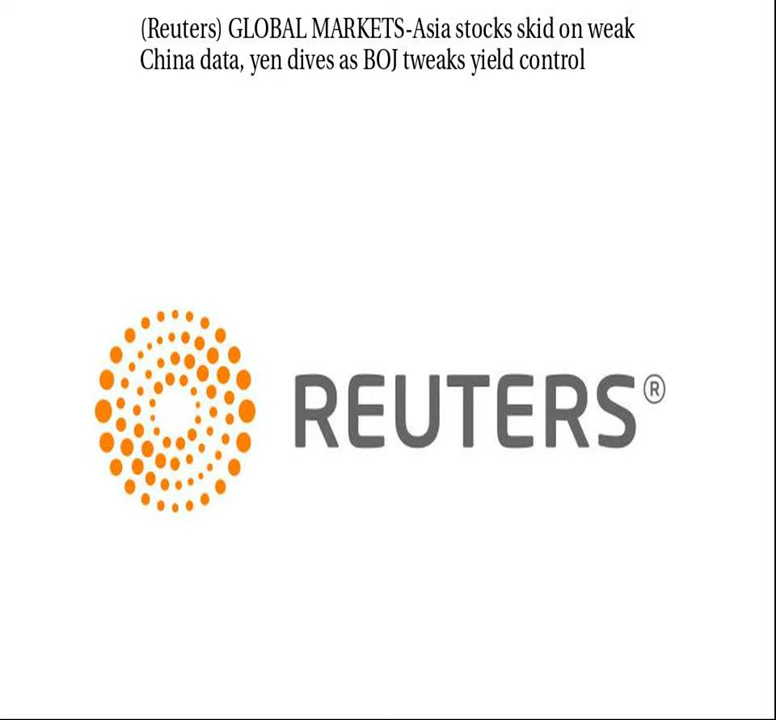 (Reuters) GLOBAL MARKETS-Asia stocks skid on weak
China data, yen dives as BOJ tweaks yield control
REUTERS®